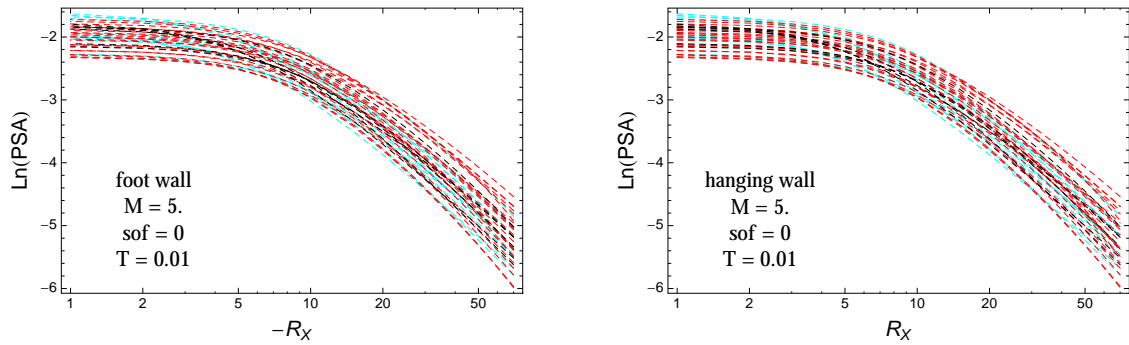 Ln(PSA)
−2
−3
−4
−5
−6
foot wall
M = 5.
sof = 0
T = 0.01
1 2 5 10 20 50
−R_X
Ln(PSA)
−2
−3
−4
−5
−6
hanging wall
M = 5.
sof = 0
T = 0.01
1 2 5 10 20 50
R_X